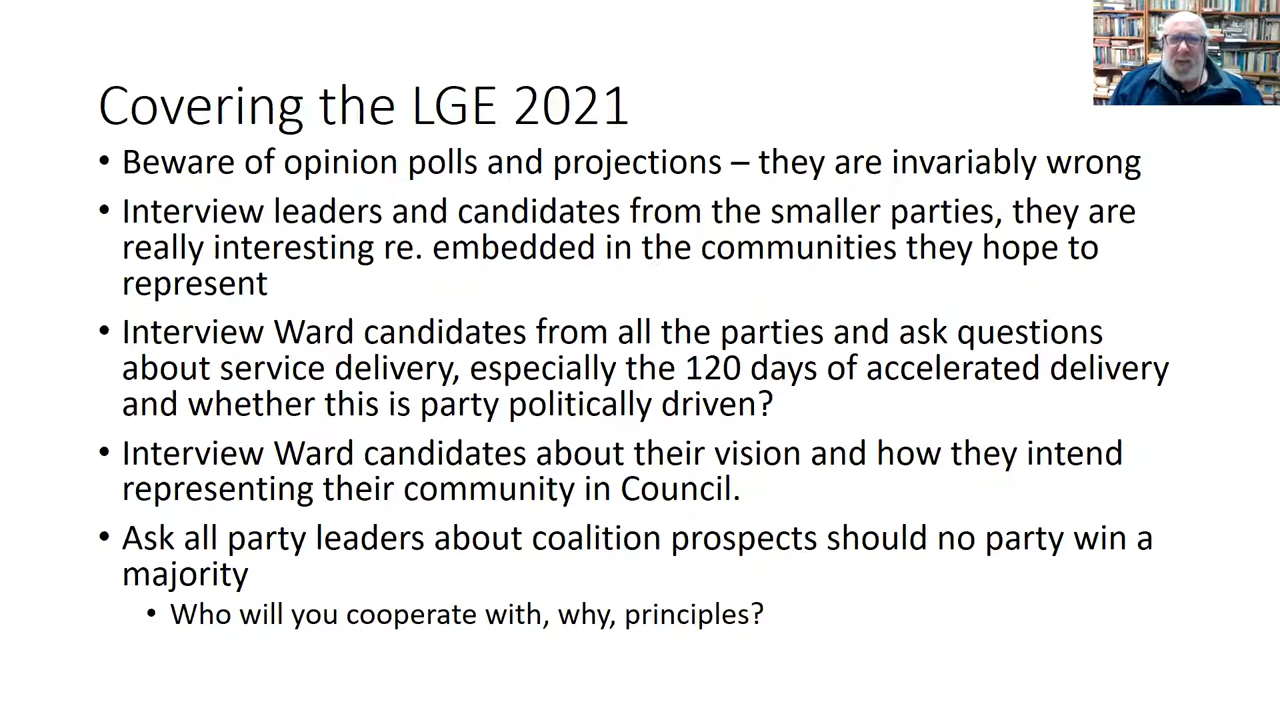 Covering the LGE 2021
• Beware of opinion polls and projections – they are invariably wrong
• Interview leaders and candidates from the smaller parties, they are
really interesting re. embedded in the communities they hope to
represent
• Interview Ward candidates from all the parties and ask questions
about service delivery, especially the 120 days of accelerated delivery
and whether this is party politically driven?
• Interview Ward candidates about their vision and how they intend
representing their community in Council.
• Ask all party leaders about coalition prospects should no party win a
majority
• Who will you cooperate with, why, principles?